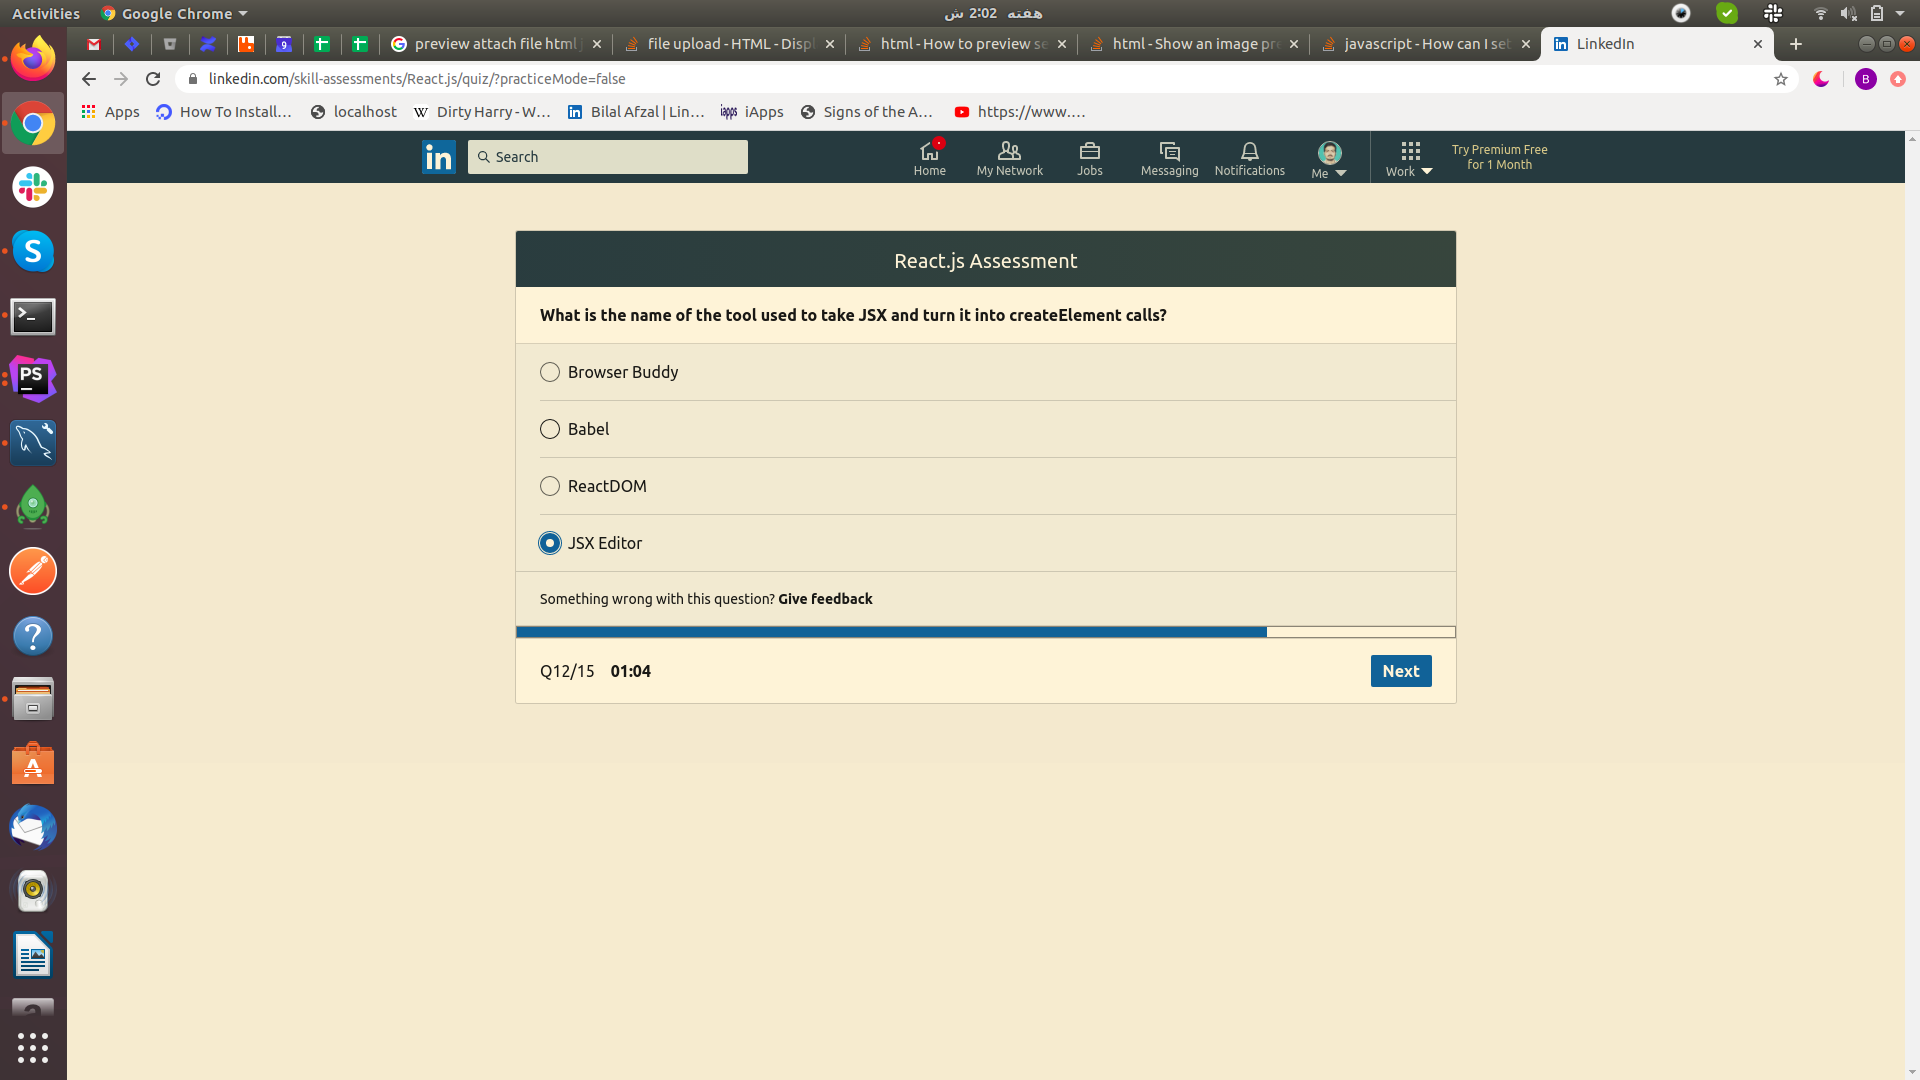 Activities
Google Chrome
هفته 2:02 ش
preview attach file html
file upload - HTML - Disp
html - How to preview se
html - Show an image pr
javascript - How can I set
LinkedIn
linkedin.com/skill-assessments/React.js/quiz/?practiceMode=false
B
Apps
How To Install...
localhost
W
Dirty Harry - W...
in
Bilal Afzal | Lin...
iApps
Signs of the A...
https://www....
in
Search
Home
My Network
Jobs
Messaging
Notifications
Me
Work
Try Premium Free
for 1 Month
React.js Assessment
What is the name of the tool used to take JSX and turn it into createElement calls?
Browser Buddy
Babel
ReactDOM
JSX Editor
Something wrong with this question? Give feedback
Q12/15 01:04
Next
S
PS
?
A